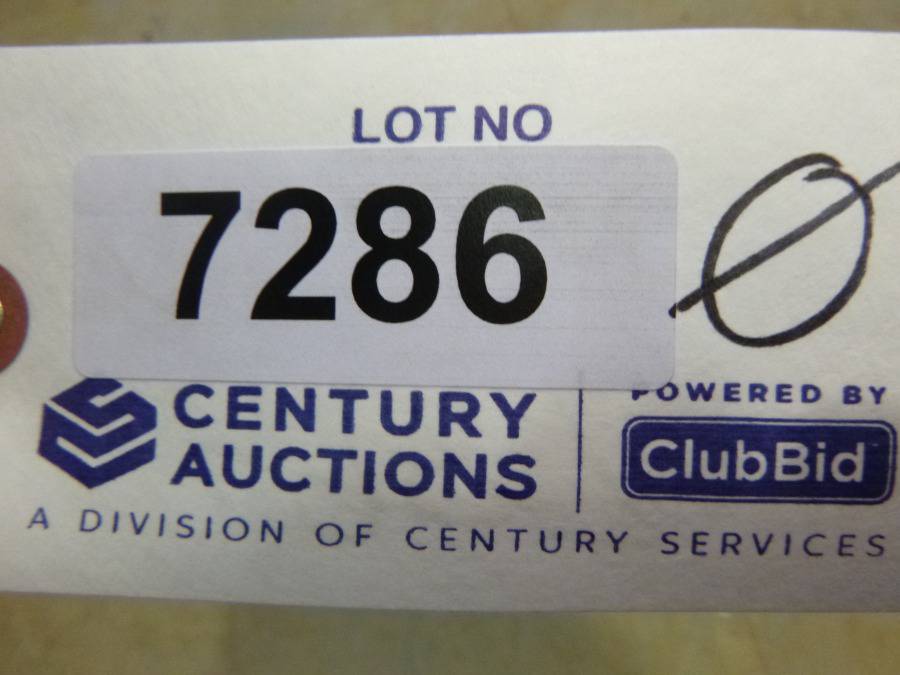 LOT NO
7286 Ø
CENTURY
AUCTIONS
POWERED BY
ClubBid
A DIVISION OF CENTURY SERVICES